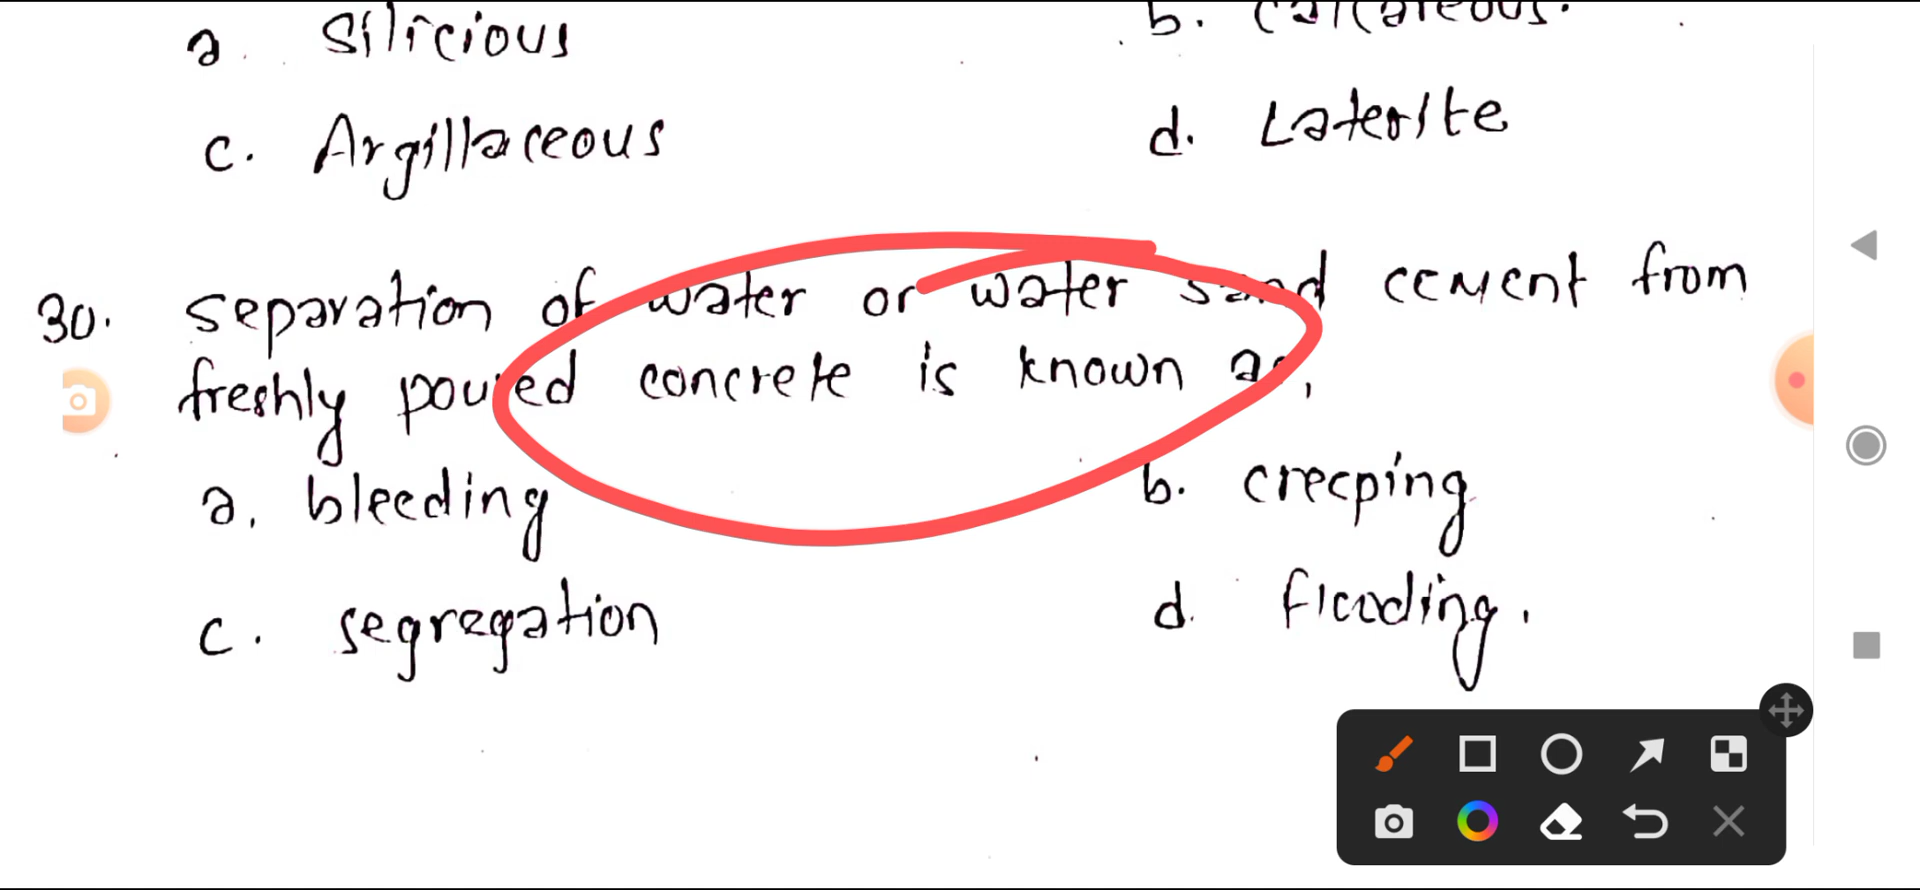 a. Silicious
b. Calcareous.
c. Argillaceous
d. Laterite
30. separation of water or water sand cement from
freshly poured concrete is known as,
a. bleeding
b. creeping
c. segregation
d. flooding.